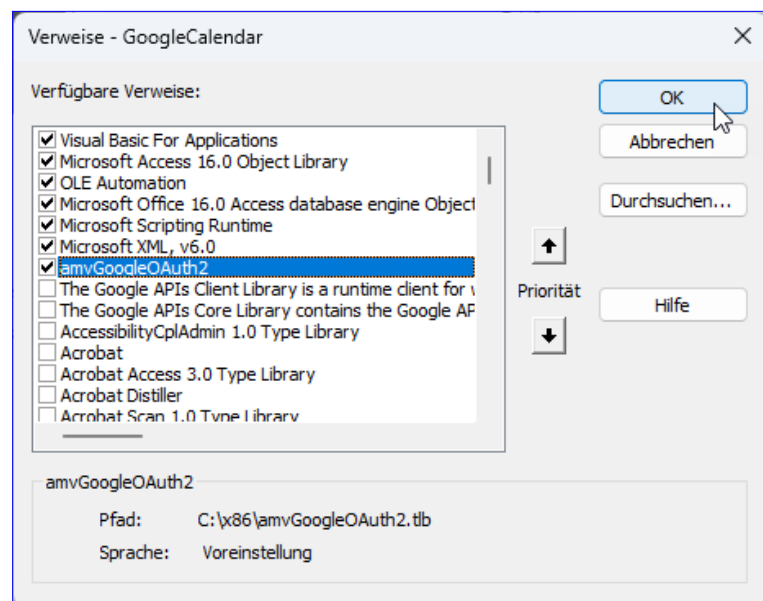 Verweise - GoogleCalendar
Verfügbare Verweise:
Visual Basic For Applications
Microsoft Access 16.0 Object Library
OLE Automation
Microsoft Office 16.0 Access database engine Object
Microsoft Scripting Runtime
Microsoft XML, v6.0
amvGoogleOAuth2
The Google APIs Client Library is a runtime client for
The Google APIs Core Library contains the Google AP
AccessibilityCplAdmin 1.0 Type Library
Acrobat
Acrobat Access 3.0 Type Library
Acrobat Distiller
Acrobat Scan 1.0 Type Library
Priorität
OK
Abbrechen
Durchsuchen...
Hilfe
amvGoogleOAuth2
Pfad: C:\x86\amvGoogleOAuth2.tlb
Sprache: Voreinstellung